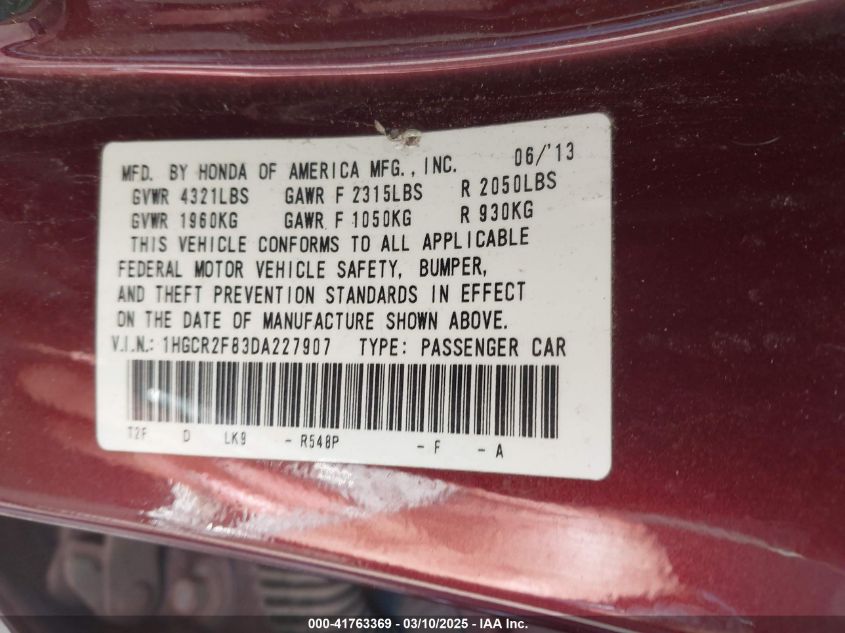 MFD. BY HONDA OF AMERICA MFG., INC. 06/'13
GVWR 4321LBS GAWR F 2315LBS R 2050LBS
GVWR 1960KG GAWR F 1050KG R 930KG
THIS VEHICLE CONFORMS TO ALL APPLICABLE
FEDERAL MOTOR VEHICLE SAFETY, BUMPER,
AND THEFT PREVENTION STANDARDS IN EFFECT
ON THE DATE OF MANUFACTURE SHOWN ABOVE.
V.I.N.: 1HGCR2F83DA227907 TYPE: PASSENGER CAR
T2F D LK9 - R548P - F - A
000-41763369 - 03/10/2025 - IAA Inc.